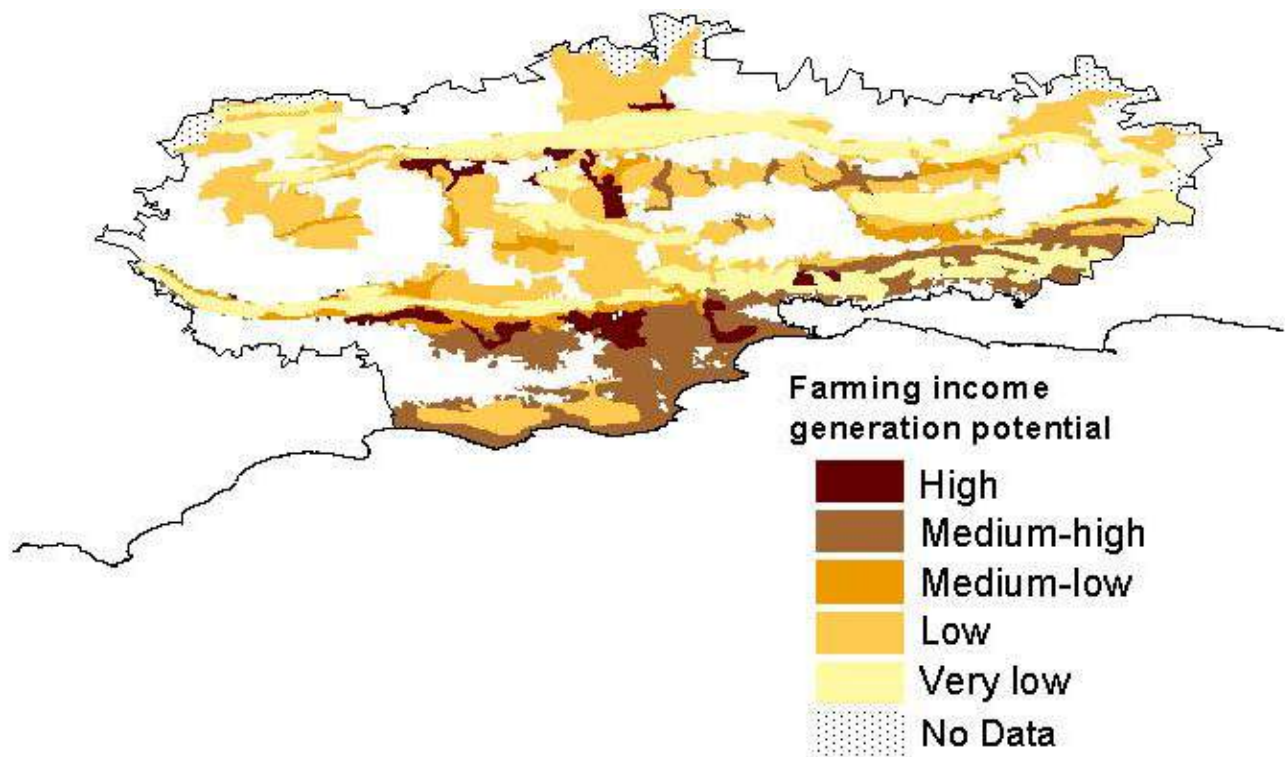 Farming income
generation potential
High
Medium-high
Medium-low
Low
Very low
No Data